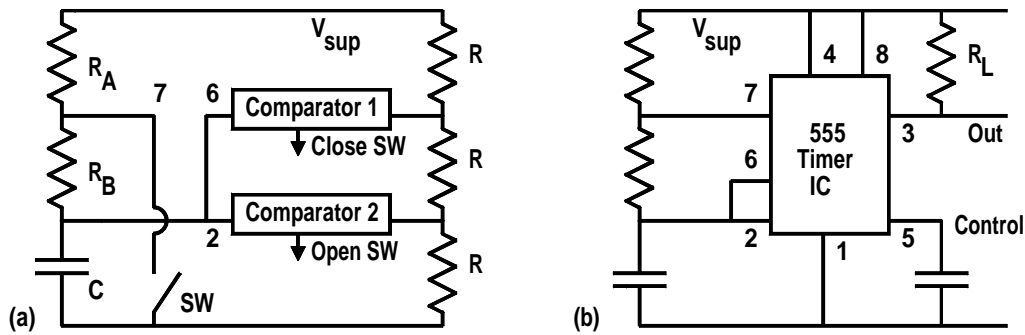 V sup
R
R A
7
6
Comparator 1
Close SW
R
R B
Comparator 2
2
Open SW
R
C
SW
(a)
V sup
4
8
R L
7
555
Timer
IC
3
Out
6
2
5
Control
1
(b)